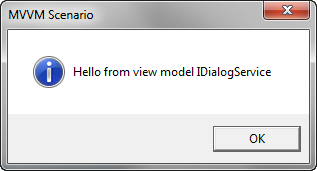 MVVM Scenario
Hello from view model IDialogService
OK